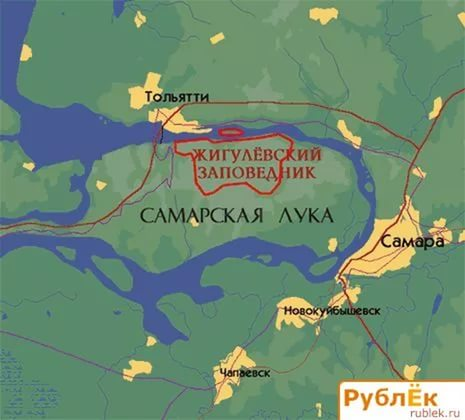 Тольятти
ЖИГУЛЁВСКИЙ
ЗАПОВЕДНИК
САМАРСКАЯ ЛУКА
Самара
Новокуйбышевск
Чапаевск
РублЁк
rublek.ru